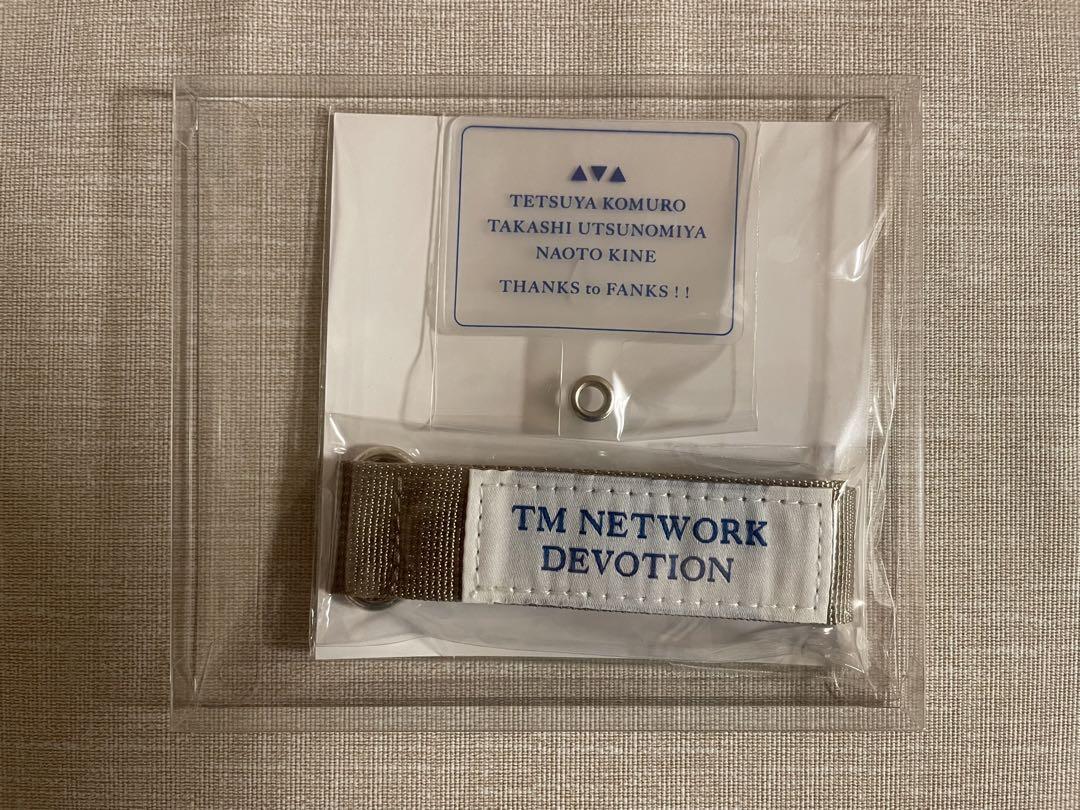 ▲▼▲
TETSUYA KOMURO
TAKASHI UTSUNOMIYA
NAOTO KINE
THANKS to FANKS ! !
TM NETWORK
DEVOTION